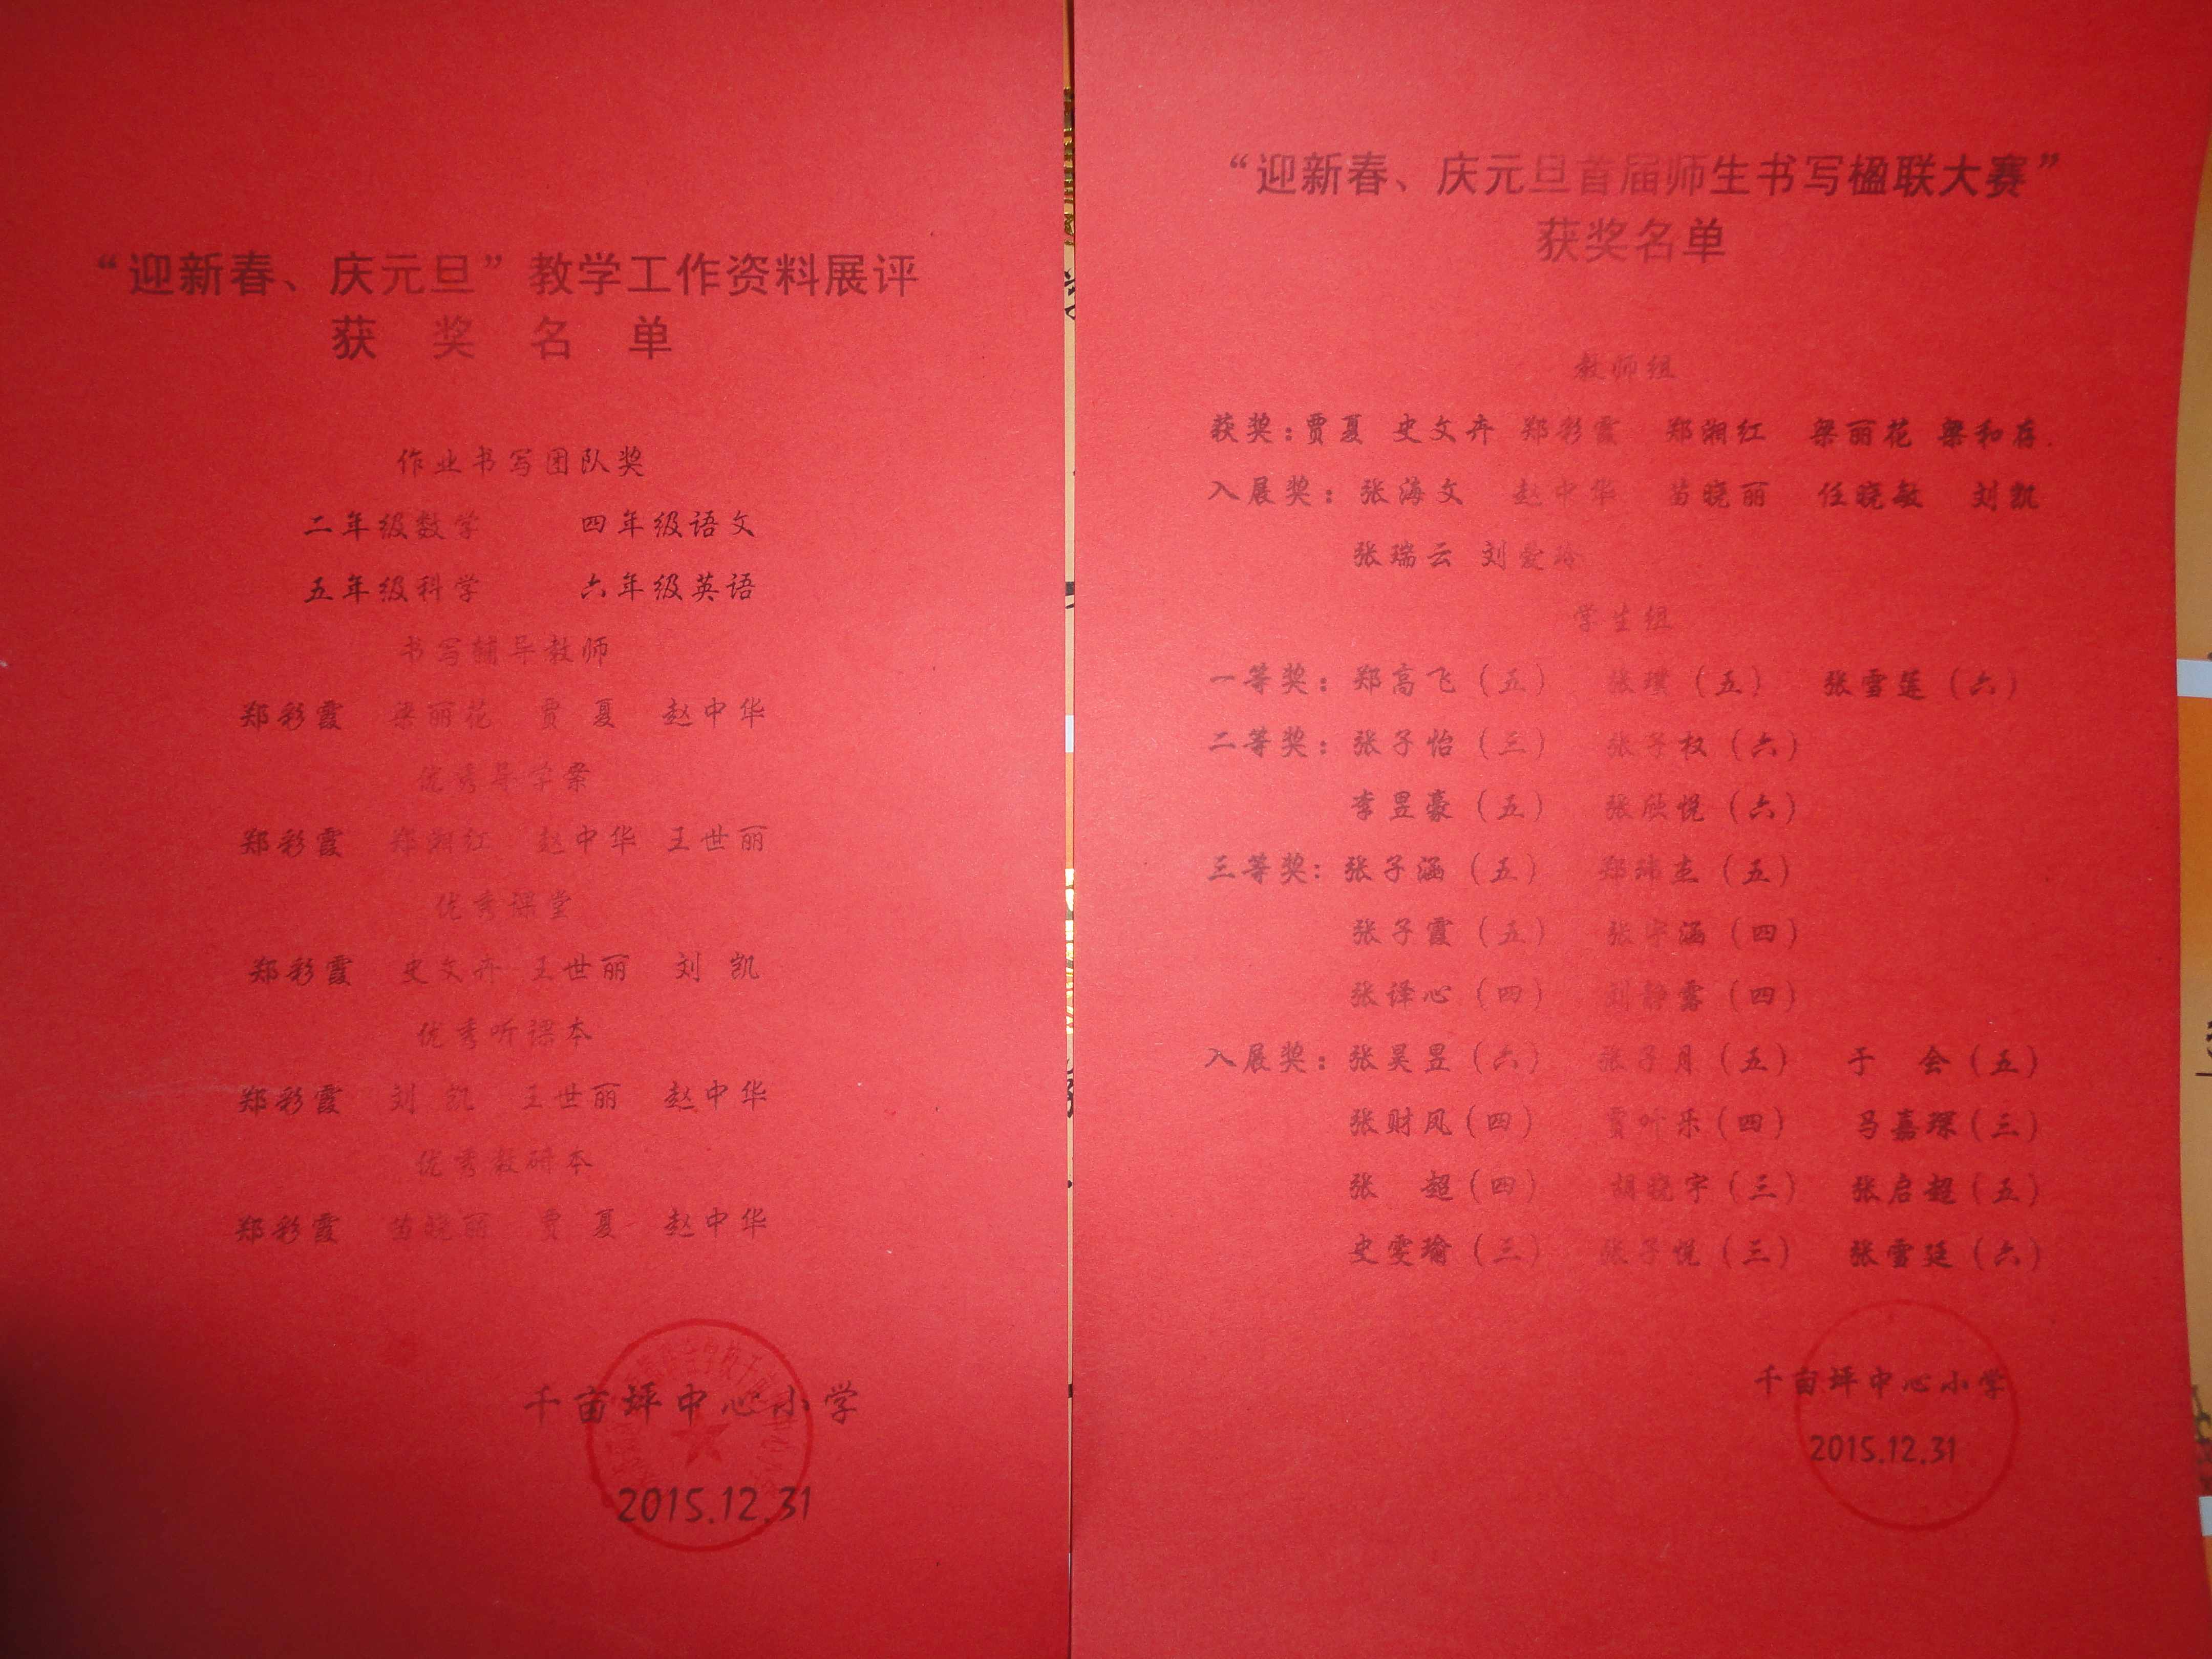 “迎新春、庆元旦”教学工作资料展评
获 奖 名 单
作业书写团队奖
二年级数学 四年级语文
五年级科学 六年级英语
书写辅导教师
郑彩霞 梁丽花 贾 夏 赵中华
优秀导学案
郑彩霞 郑湘红 赵中华 王世丽
优秀课堂
郑彩霞 史文卉 王世丽 刘 凯
优秀听课本
郑彩霞 刘 凯 王世丽 赵中华
优秀教研本
郑彩霞 苗晓丽 贾 夏 赵中华
千亩坪中心小学
2015.12.31
“迎新春、庆元旦首届师生书写楹联大赛”
获奖名单
教师组
获奖：贾夏 史文卉 郑彩霞 郑湘红 梁丽花 梁和存.
入展奖：张海文 赵中华 苗晓丽 任晓敏 刘凯
张瑞云 刘爱玲
学生组
一等奖：郑高飞（五） 张璞（五） 张雪莲（六）
二等奖：张子怡（三） 张子权（六）
李昱豪（五） 张欣悦（六）
三等奖：张子涵（五） 郑玮杰（五）
张子霞（五） 张宇涵（四）
张译心（四） 刘静露（四）
入展奖：张昊昱（六） 张子月（五） 于 会（五）
张财凤（四） 贾叶乐（四） 马嘉琛（三）
张 超（四） 胡晓宇（三） 张启超（五）
史雯瑜（三） 张子悦（三） 张雪廷（六）
千亩坪中心小学
2015.12.31